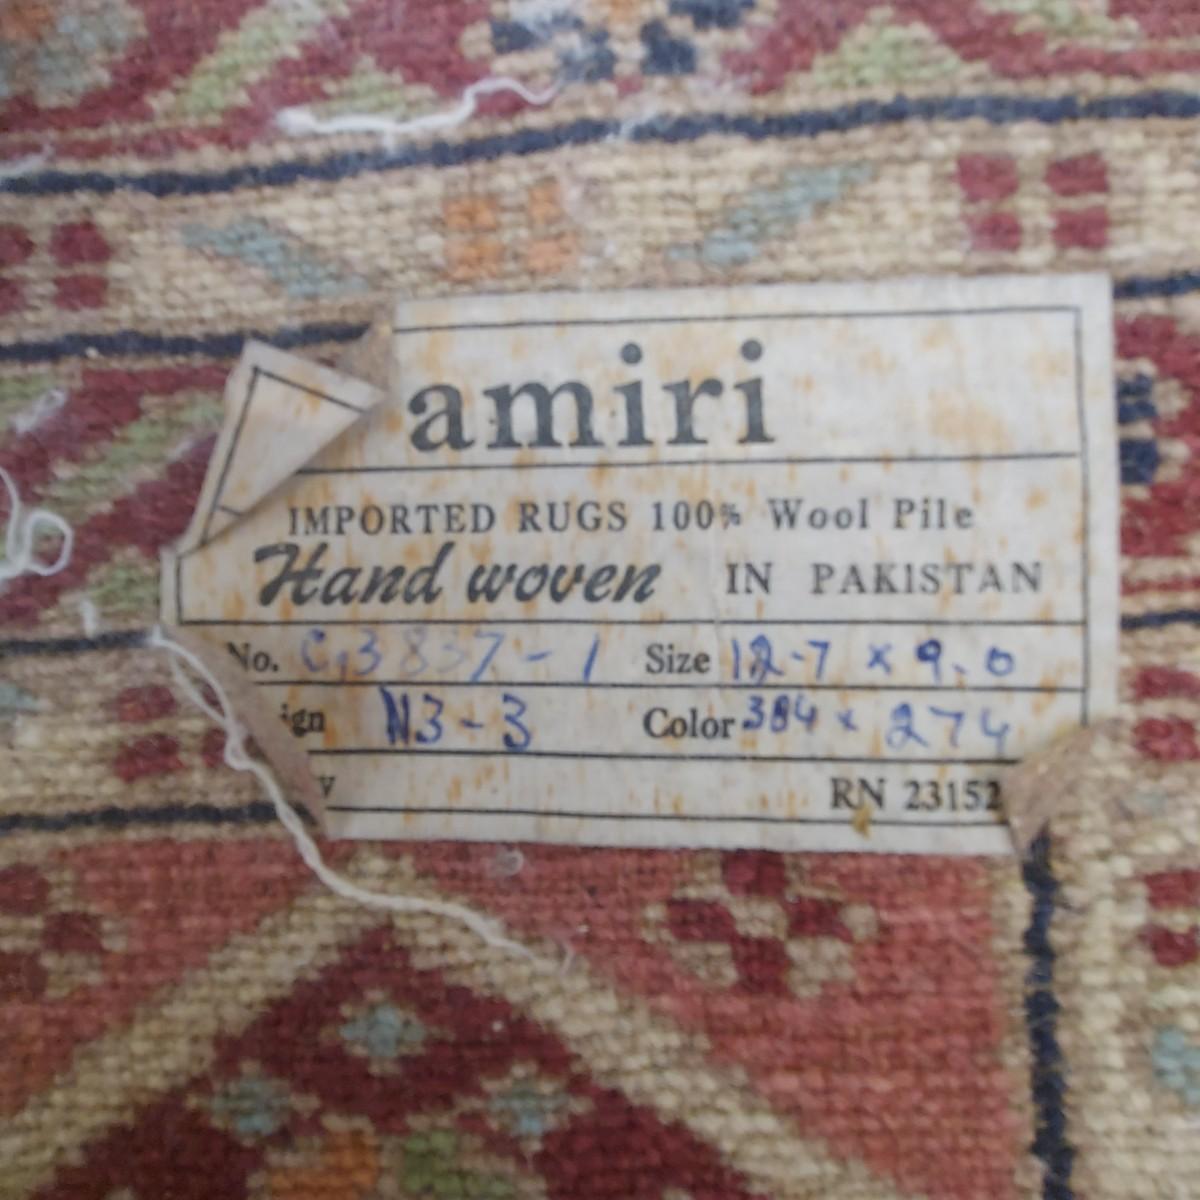 amiri
IMPORTED RUGS 100% Wool Pile
Hand woven IN PAKISTAN
No. C,3837-1 Size 12-7 x 9.0
ign N3-3 Color 384 x 274
y RN 23152